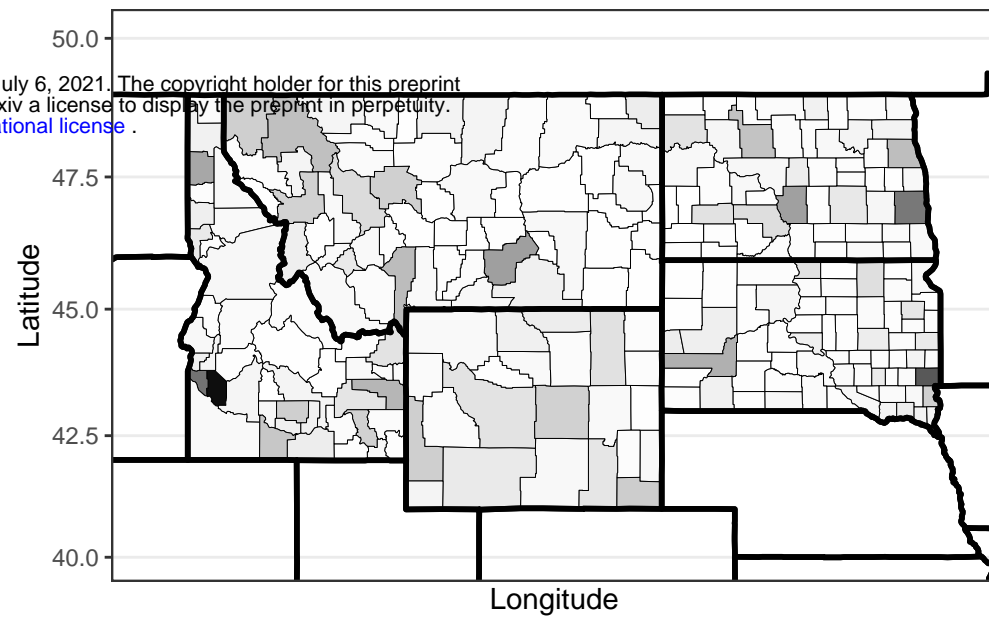 50.0
uly 6, 2021. The copyright holder for this preprint
xiv a license to display the preprint in perpetuity.
ational license .
47.5
Latitude
45.0
42.5
40.0
Longitude